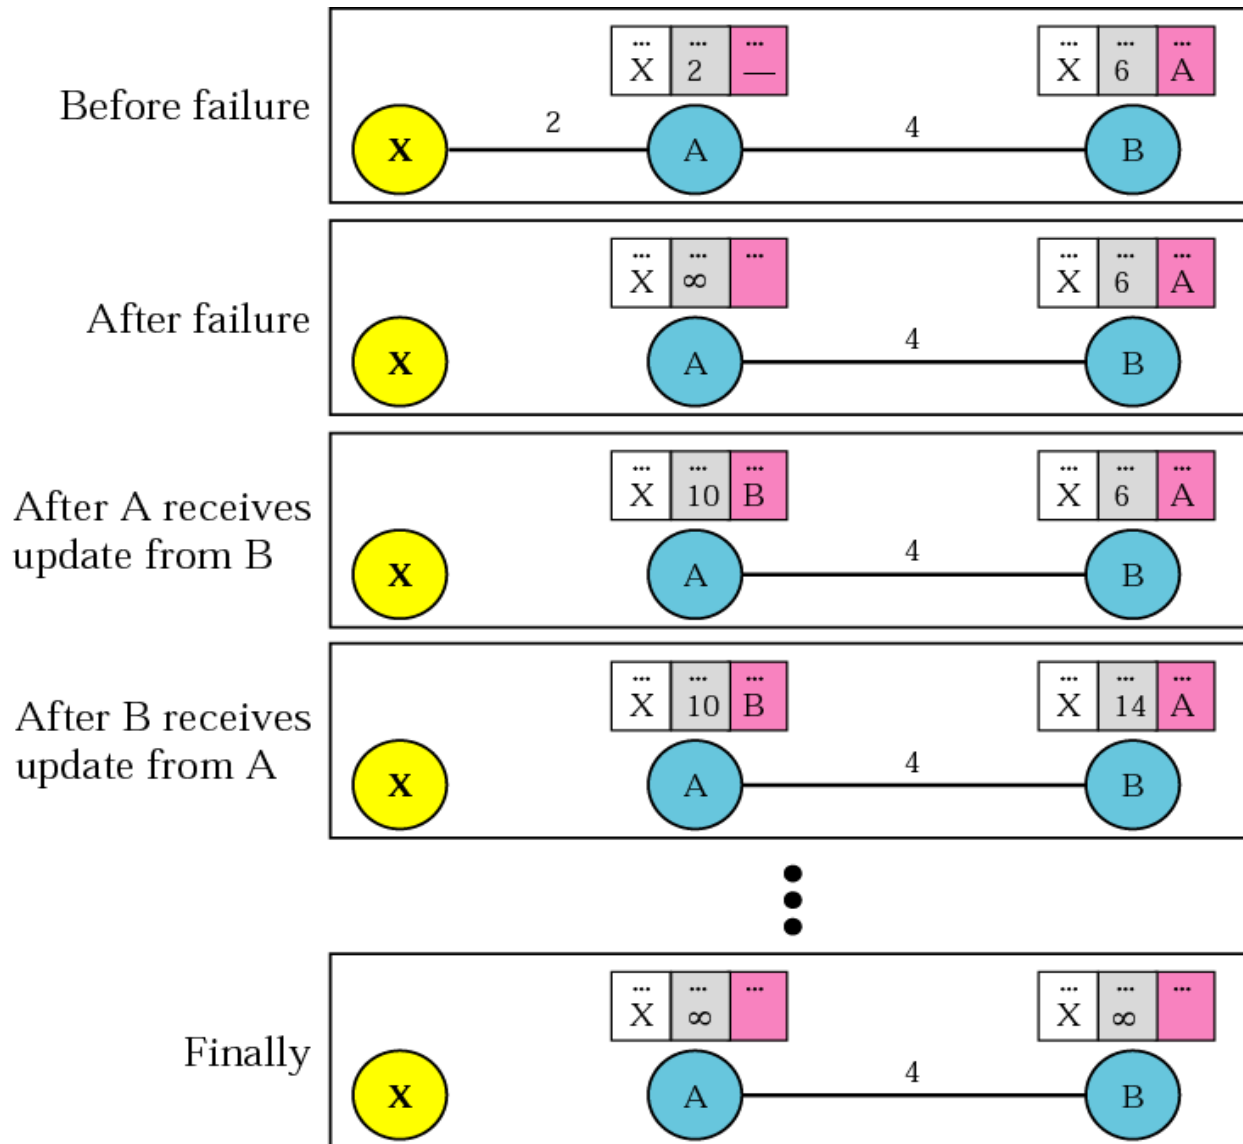 ... ... ... ... ... ...
X 2 — X 6 A
Before failure
2 4
X A B
... ... ... ... ... ...
X ∞ X 6 A
After failure
4
X A B
... ... ... ... ... ...
X 10 B X 6 A
After A receives
update from B
4
X A B
... ... ... ... ... ...
X 10 B X 14 A
After B receives
update from A
4
X A B
... ... ... ... ... ...
X ∞ X ∞
Finally
4
X A B